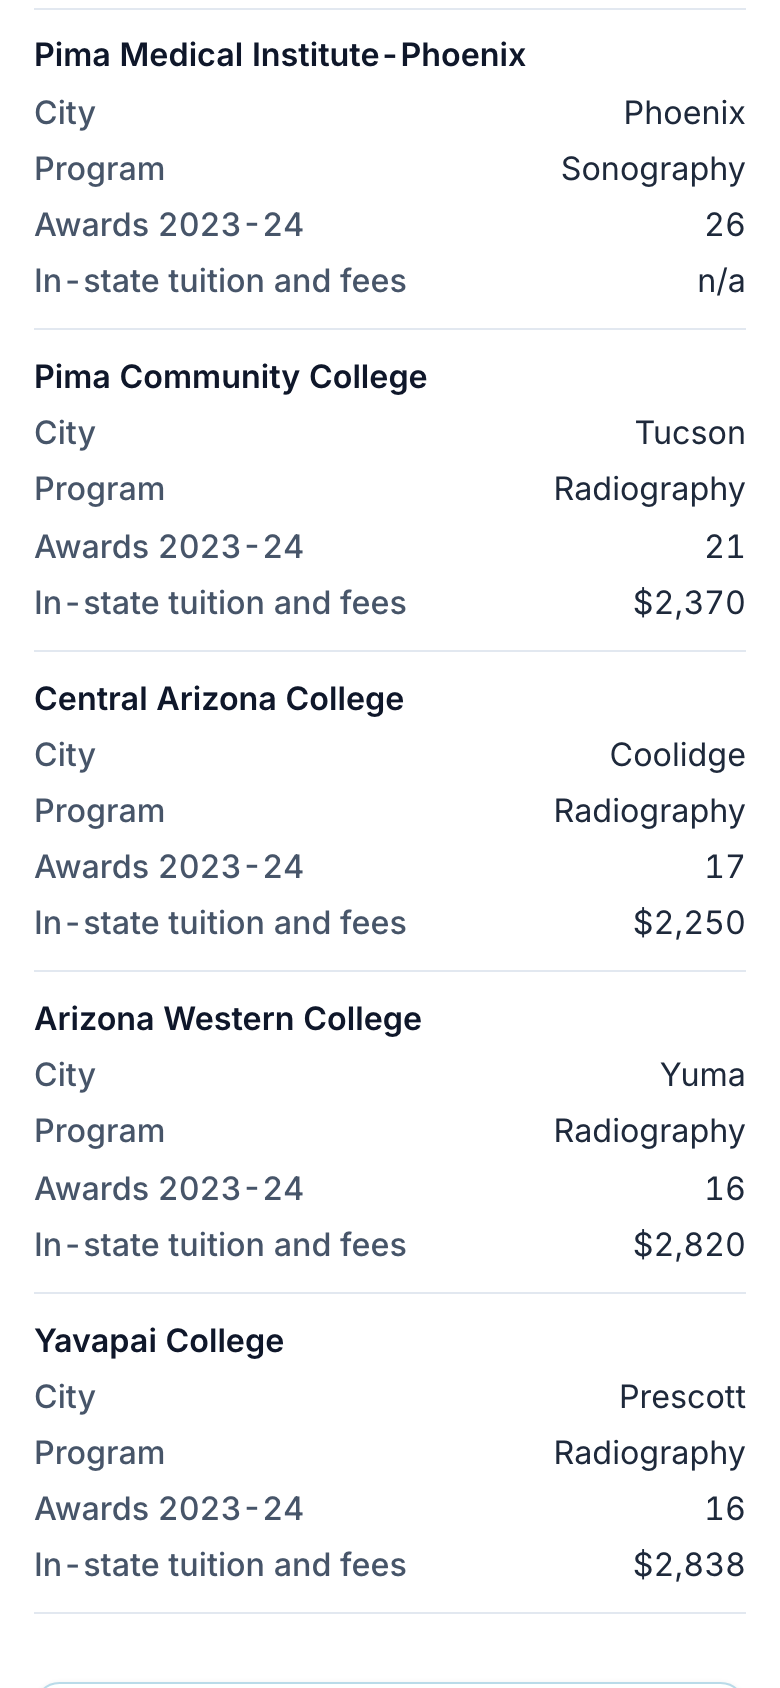 Pima Medical Institute-Phoenix
City Phoenix
Program Sonography
Awards 2023-24 26
In-state tuition and fees n/a
Pima Community College
City Tucson
Program Radiography
Awards 2023-24 21
In-state tuition and fees $2,370
Central Arizona College
City Coolidge
Program Radiography
Awards 2023-24 17
In-state tuition and fees $2,250
Arizona Western College
City Yuma
Program Radiography
Awards 2023-24 16
In-state tuition and fees $2,820
Yavapai College
City Prescott
Program Radiography
Awards 2023-24 16
In-state tuition and fees $2,838